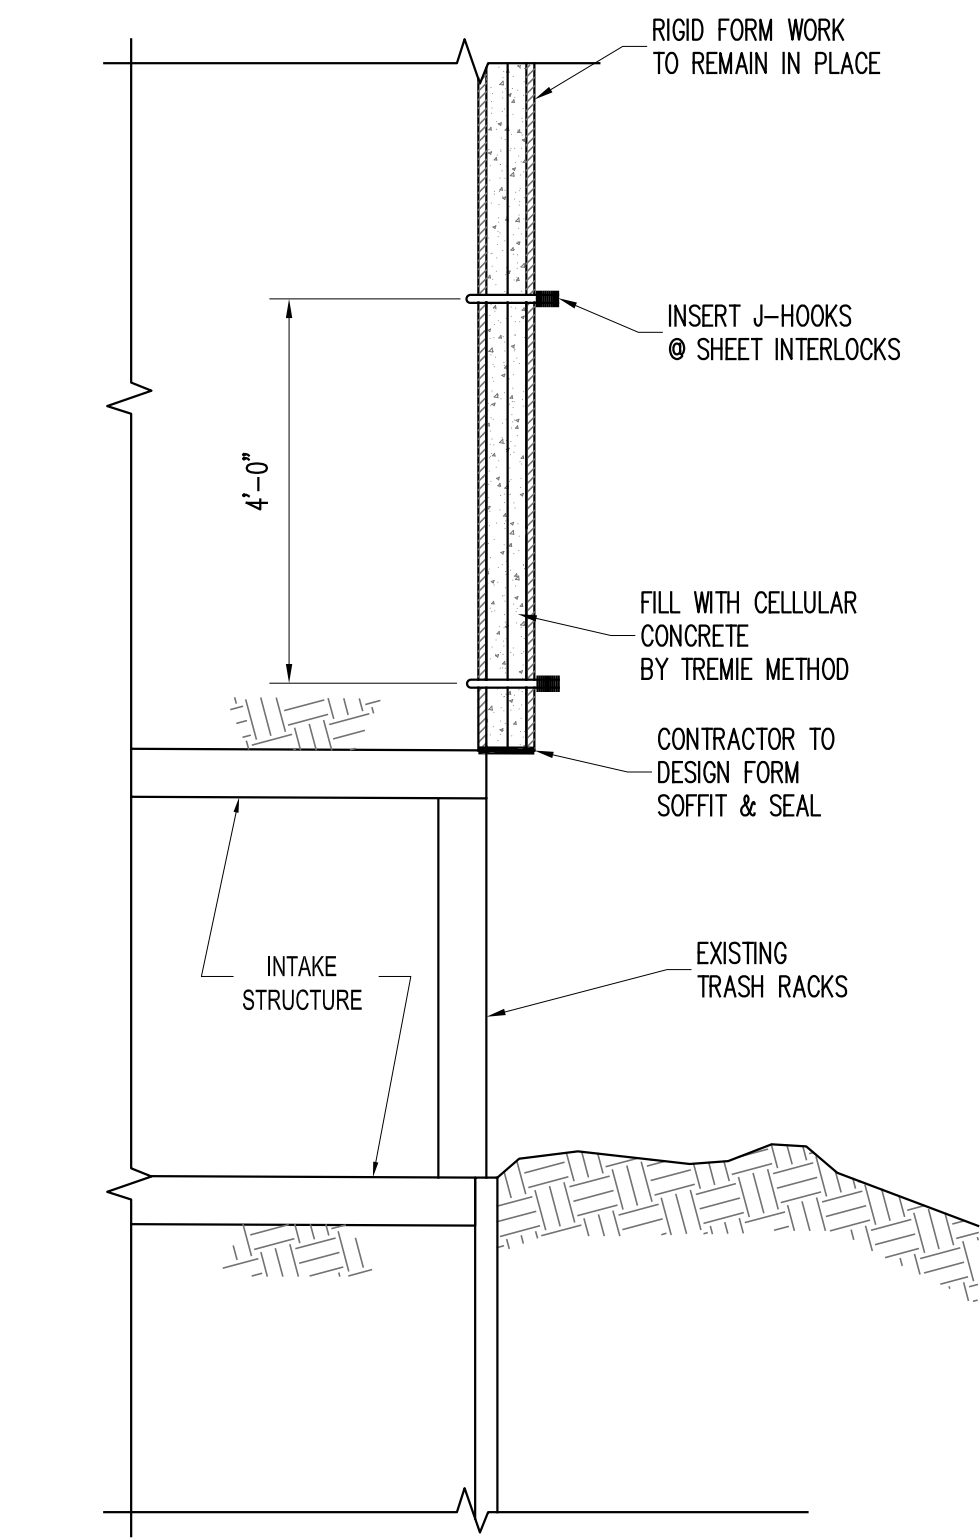 RIGID FORM WORK
TO REMAIN IN PLACE
INSERT J-HOOKS
@ SHEET INTERLOCKS
4'-0"
FILL WITH CELLULAR
CONCRETE
BY TREMIE METHOD
CONTRACTOR TO
DESIGN FORM
SOFFIT & SEAL
INTAKE
STRUCTURE
EXISTING
TRASH RACKS